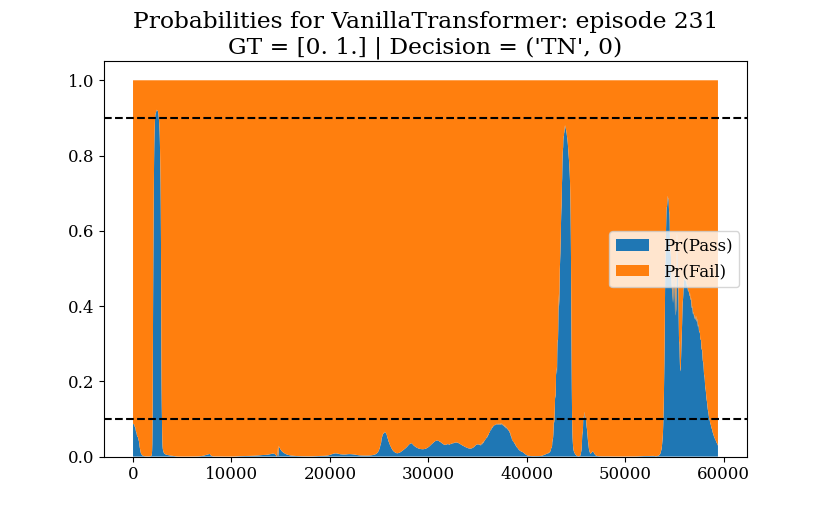 Probabilities for VanillaTransformer: episode 231
GT = [0. 1.] | Decision = ('TN', 0)
1.0
0.8
0.6
0.4
0.2
0.0
Pr(Pass)
Pr(Fail)
0 10000 20000 30000 40000 50000 60000